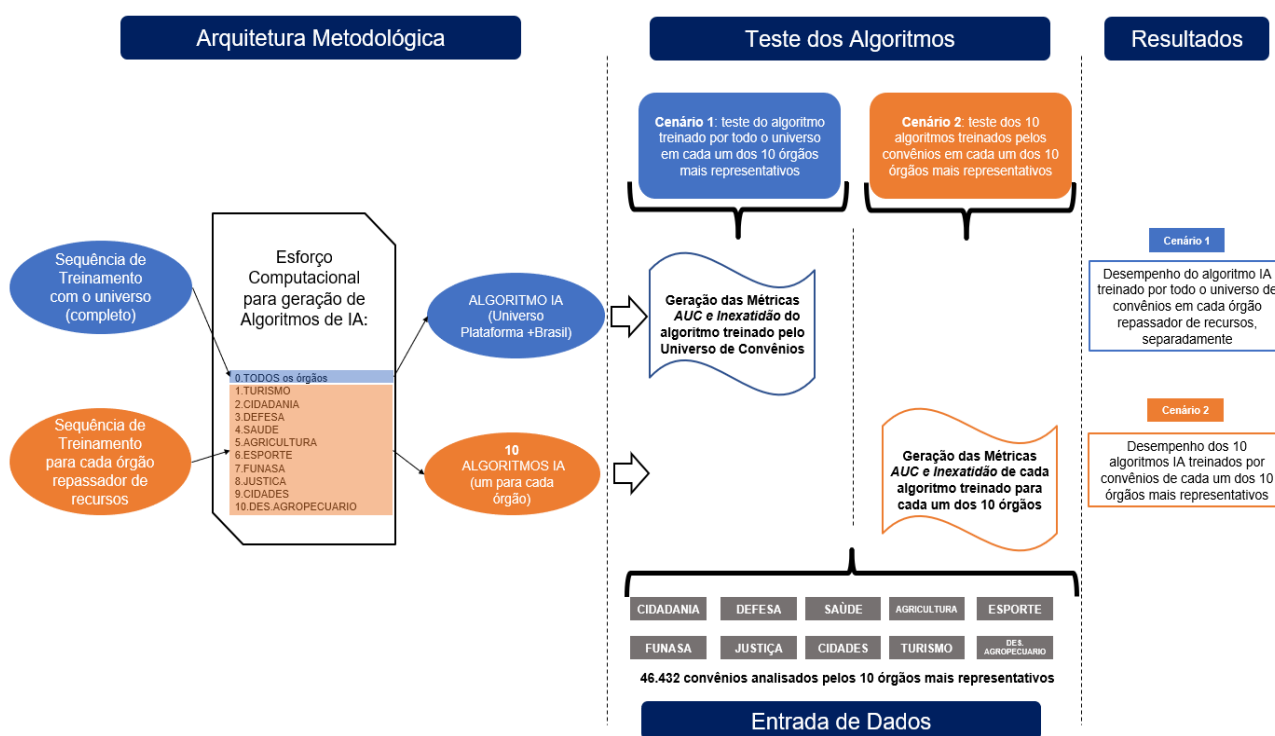 Arquitetura Metodológica
Teste dos Algoritmos
Resultados
Cenário 1: teste do algoritmo
treinado por todo o universo
em cada um dos 10 órgãos
mais representativos
Cenário 2: teste dos 10
algoritmos treinados pelos
convênios em cada um dos 10
órgãos mais representativos
Sequência de
Treinamento
com o universo
(completo)
Sequência de
Treinamento
para cada órgão
repassador de
recursos
Esforço
Computacional
para geração de
Algoritmos de IA:
0.TODOS os órgãos
1.TURISMO
2.CIDADANIA
3.DEFESA
4.SAUDE
5.AGRICULTURA
6.ESPORTE
7.FUNASA
8.JUSTICA
9.CIDADES
10.DES.AGROPECUARIO
ALGORITMO IA
(Universo
Plataforma +Brasil)
10
ALGORITMOS IA
(um para cada
órgão)
Geração das Métricas
AUC e Inexatidão do
algoritmo treinado pelo
Universo de Convênios
Geração das Métricas
AUC e Inexatidão de cada
algoritmo treinado para
cada um dos 10 órgãos
Cenário 1
Desempenho do algoritmo IA
treinado por todo o universo de
convênios em cada órgão
repassador de recursos,
separadamente
Cenário 2
Desempenho dos 10
algoritmos IA treinados por
convênios de cada um dos 10
órgãos mais representativos
CIDADANIA
DEFESA
SAÙDE
AGRICULTURA
ESPORTE
FUNASA
JUSTIÇA
CIDADES
TURISMO
DES.
AGROPECUARIO
46.432 convênios analisados pelos 10 órgãos mais representativos
Entrada de Dados